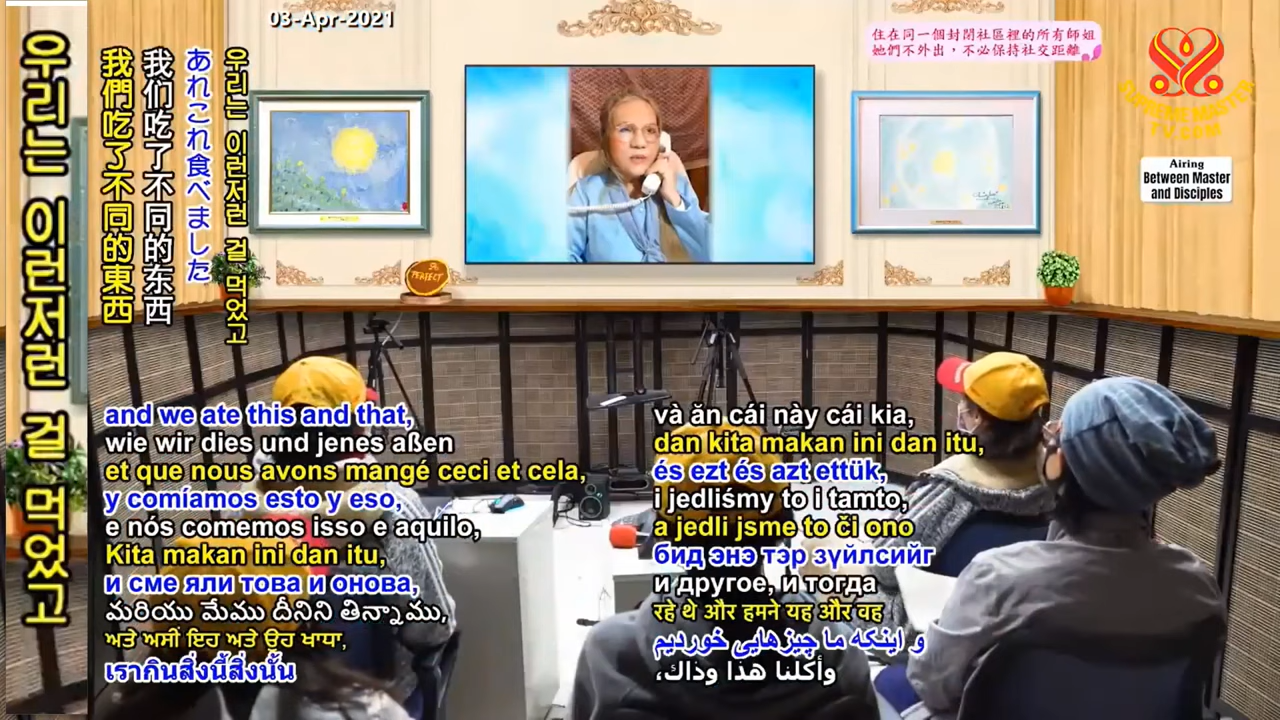 03-Apr-2021
住在同一個封閉社區裡的所有師姐
她們不外出，不必保持社交距離
SUPREME MASTER
TV.COM
Airing
Between Master
and Disciples
우리는 이런저런 걸 먹었고
我們吃了不同的東西
我们吃了不同的东西
あれこれ食べました
우리는 이런저런 걸 먹었고
PERFECT
and we ate this and that,
wie wir dies und jenes aßen
et que nous avons mangé ceci et cela,
y comíamos esto y eso,
e nós comemos isso e aquilo,
Kita makan ini dan itu,
и сме яли това и онова,
మరియు మేము దీనిని తిన్నాము,
ਅਤੇ ਅਸੀਂ ਇਹ ਅਤੇ ਉਹ ਖਾਧਾ,
เรากินสิ่งนี้สิ่งนั้น
và ăn cái này cái kia,
dan kita makan ini dan itu,
és ezt és azt ettük,
i jedliśmy to i tamto,
a jedli jsme to či ono
бид энэ тэр зүйлсийг
и другое, и тогда
रहे थे और हमने यह और वह
و اینکه ما چیزهایی خوردیم
وأكلنا هذا وذاك،